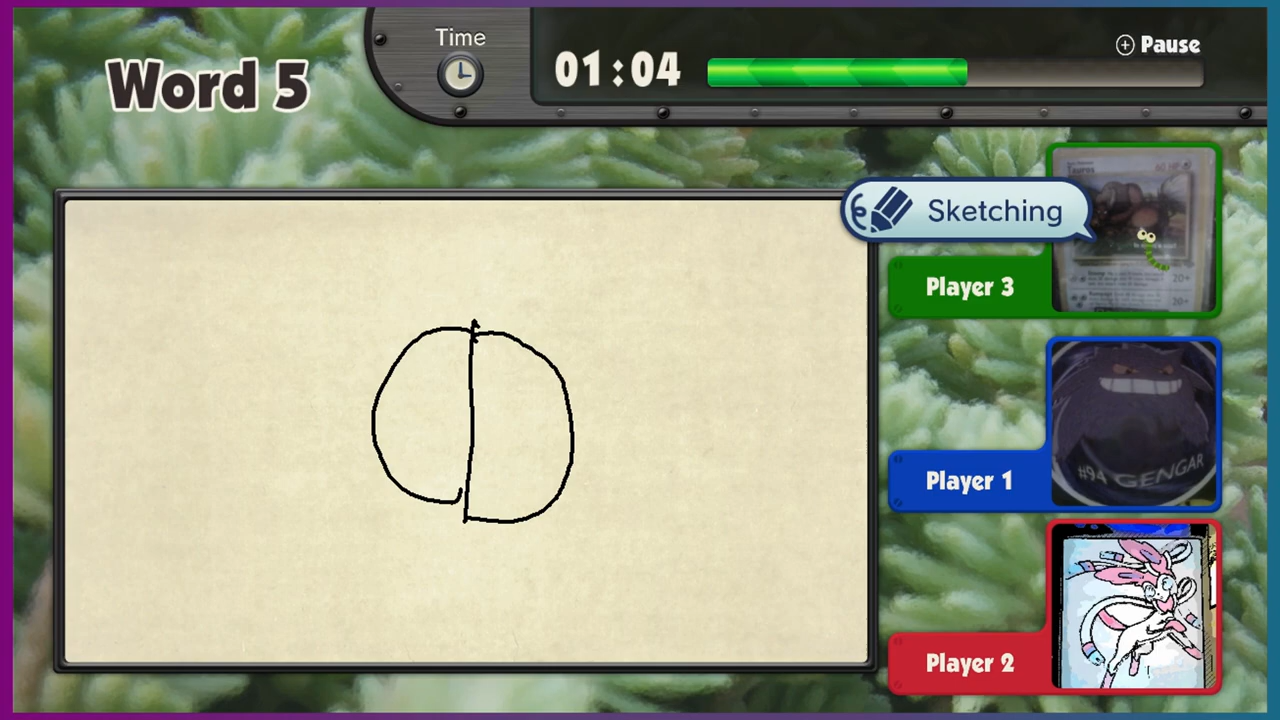 Word 5
Time
01:04
Pause
Sketching
Player 3
Player 1
#94 GENGAR
Player 2